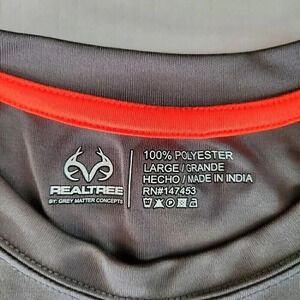 REALTREE
BY: GREY MATTER CONCEPTS
100% POLYESTER
LARGE / GRANDE
HECHO / MADE IN INDIA
RN#147453